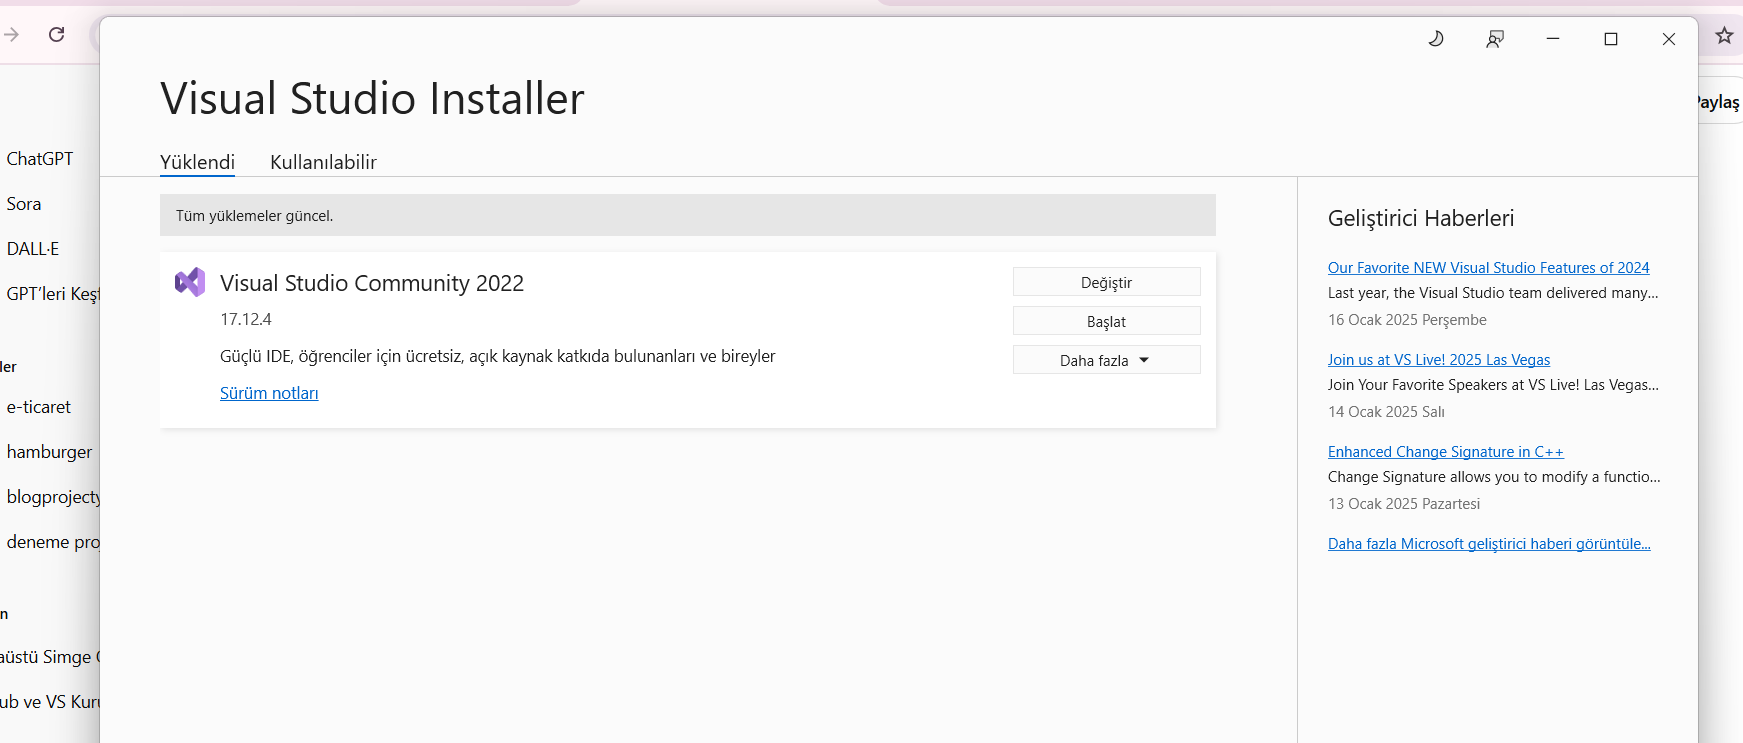 Paylaş
ChatGPT
Sora
DALL·E
GPT'leri Keşf
ler
e-ticaret
hamburger
blogprojecty
deneme proj
n
aüstü Simge
ub ve VS Kuru
Visual Studio Installer
Yüklendi Kullanılabilir
Tüm yüklemeler güncel.
Visual Studio Community 2022
17.12.4
Güçlü IDE, öğrenciler için ücretsiz, açık kaynak katkıda bulunanları ve bireyler
Sürüm notları
Değiştir
Başlat
Daha fazla
Geliştirici Haberleri
Our Favorite NEW Visual Studio Features of 2024
Last year, the Visual Studio team delivered many...
16 Ocak 2025 Perşembe
Join us at VS Live! 2025 Las Vegas
Join Your Favorite Speakers at VS Live! Las Vegas...
14 Ocak 2025 Salı
Enhanced Change Signature in C++
Change Signature allows you to modify a functio...
13 Ocak 2025 Pazartesi
Daha fazla Microsoft geliştirici haberi görüntüle...